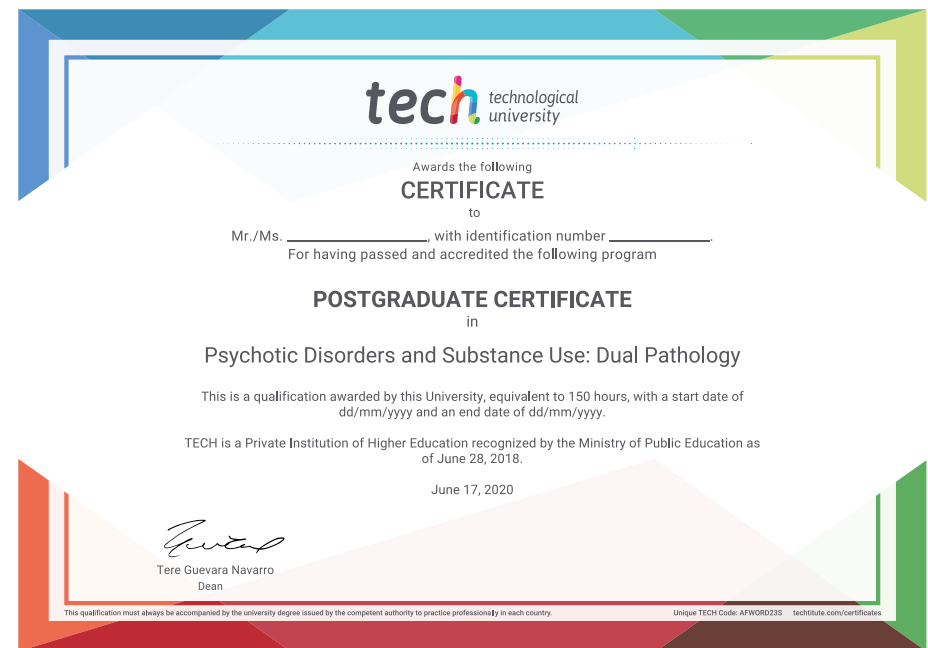 tech technological
university
Awards the following
CERTIFICATE
to
Mr./Ms. ____________________, with identification number ______________.
For having passed and accredited the following program
POSTGRADUATE CERTIFICATE
in
Psychotic Disorders and Substance Use: Dual Pathology
This is a qualification awarded by this University, equivalent to 150 hours, with a start date of
dd/mm/yyyy and an end date of dd/mm/yyyy.
TECH is a Private Institution of Higher Education recognized by the Ministry of Public Education as
of June 28, 2018.
June 17, 2020
Tere Guevara Navarro
Dean
This qualification must always be accompanied by the university degree issued by the competent authority to practice professionally in each country. Unique TECH Code: AFWORD23S techtitute.com/certificates